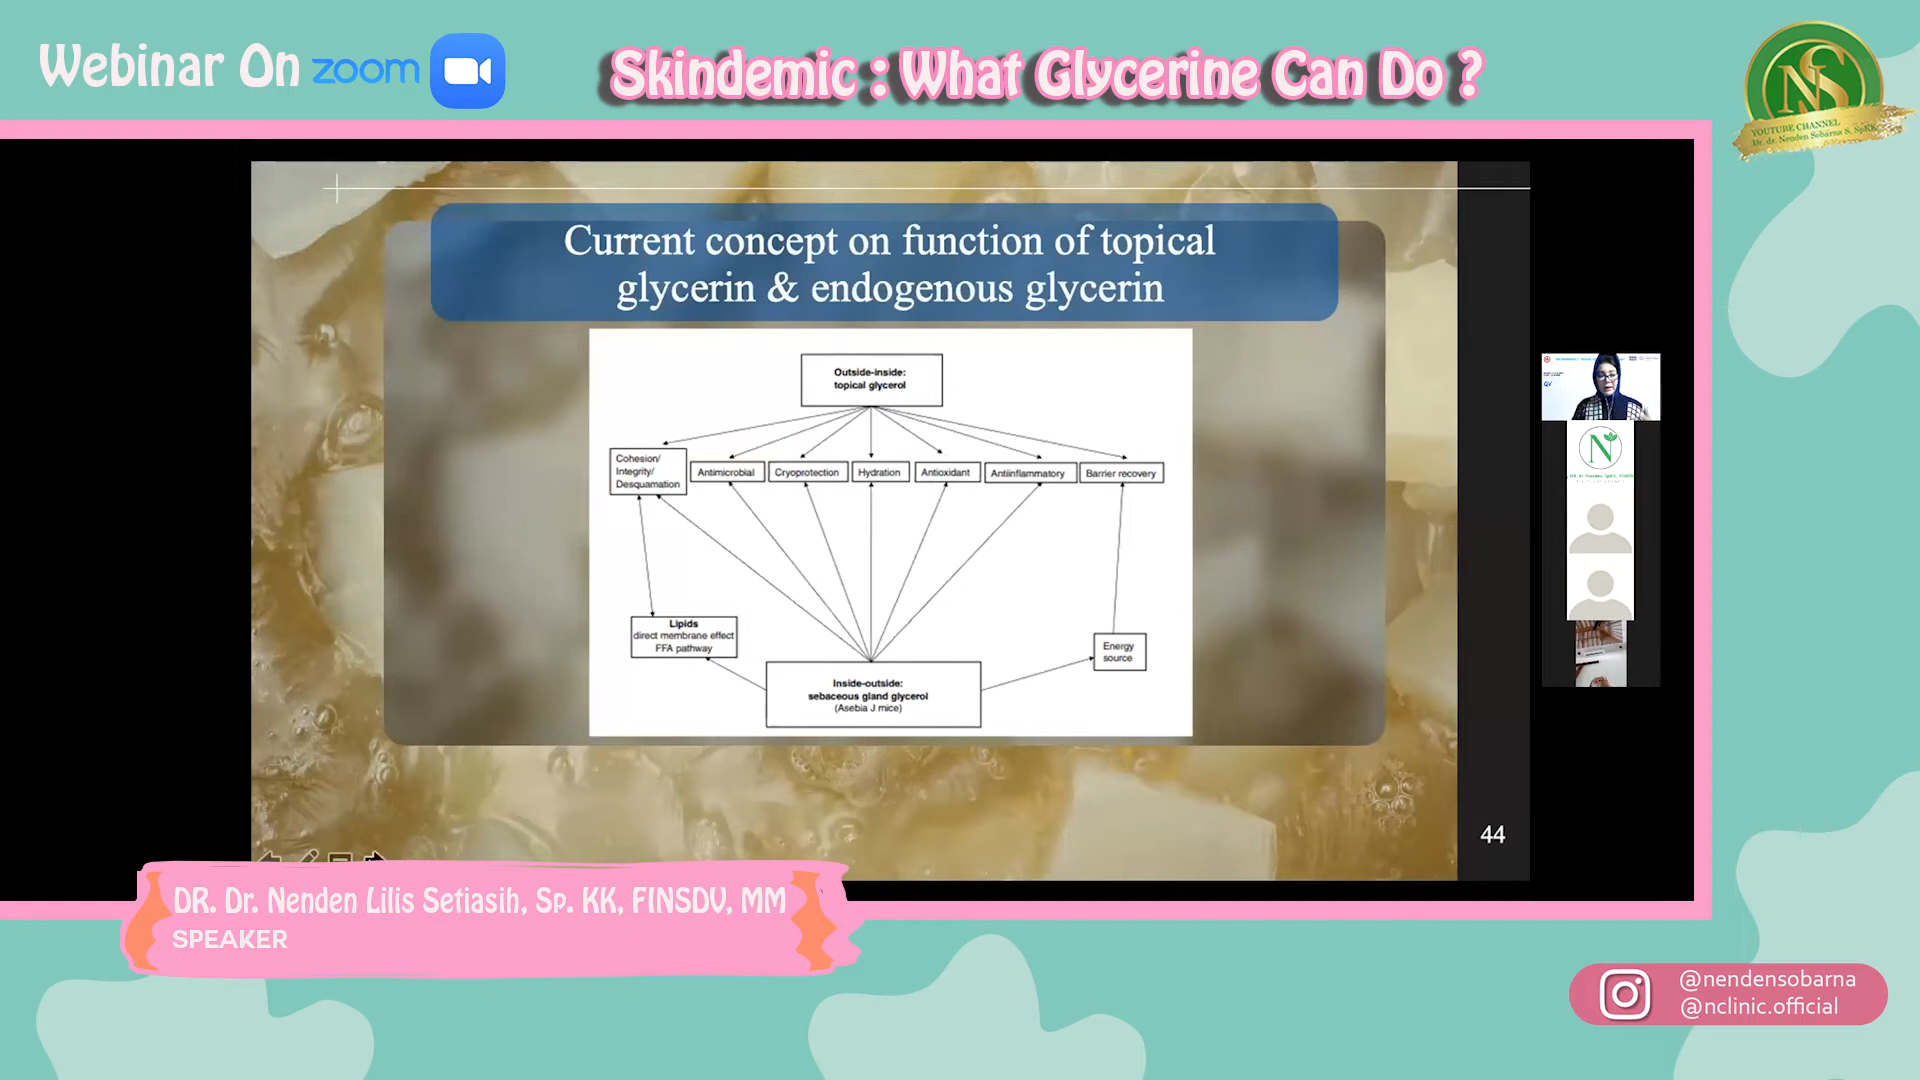 Webinar On zoom
Skindemic : What Glycerine Can Do ?
NS
YOUTUBE CHANNEL
Dr. dr. Nenden Sobarna S, SpKK
Current concept on function of topical
glycerin & endogenous glycerin
Outside-inside:
topical glycerol
Cohesion/
Integrity/
Desquamation
Antimicrobial
Cryoprotection
Hydration
Antioxidant
Antiinflammatory
Barrier recovery
Lipids
direct membrane effect
FFA pathway
Energy
source
Inside-outside:
sebaceous gland glycerol
(Asebia J mice)
QV
N
44
DR. Dr. Nenden Lilis Setiasih, Sp. KK, FINSDV, MM
SPEAKER
@nendensobarna
@nclinic.official